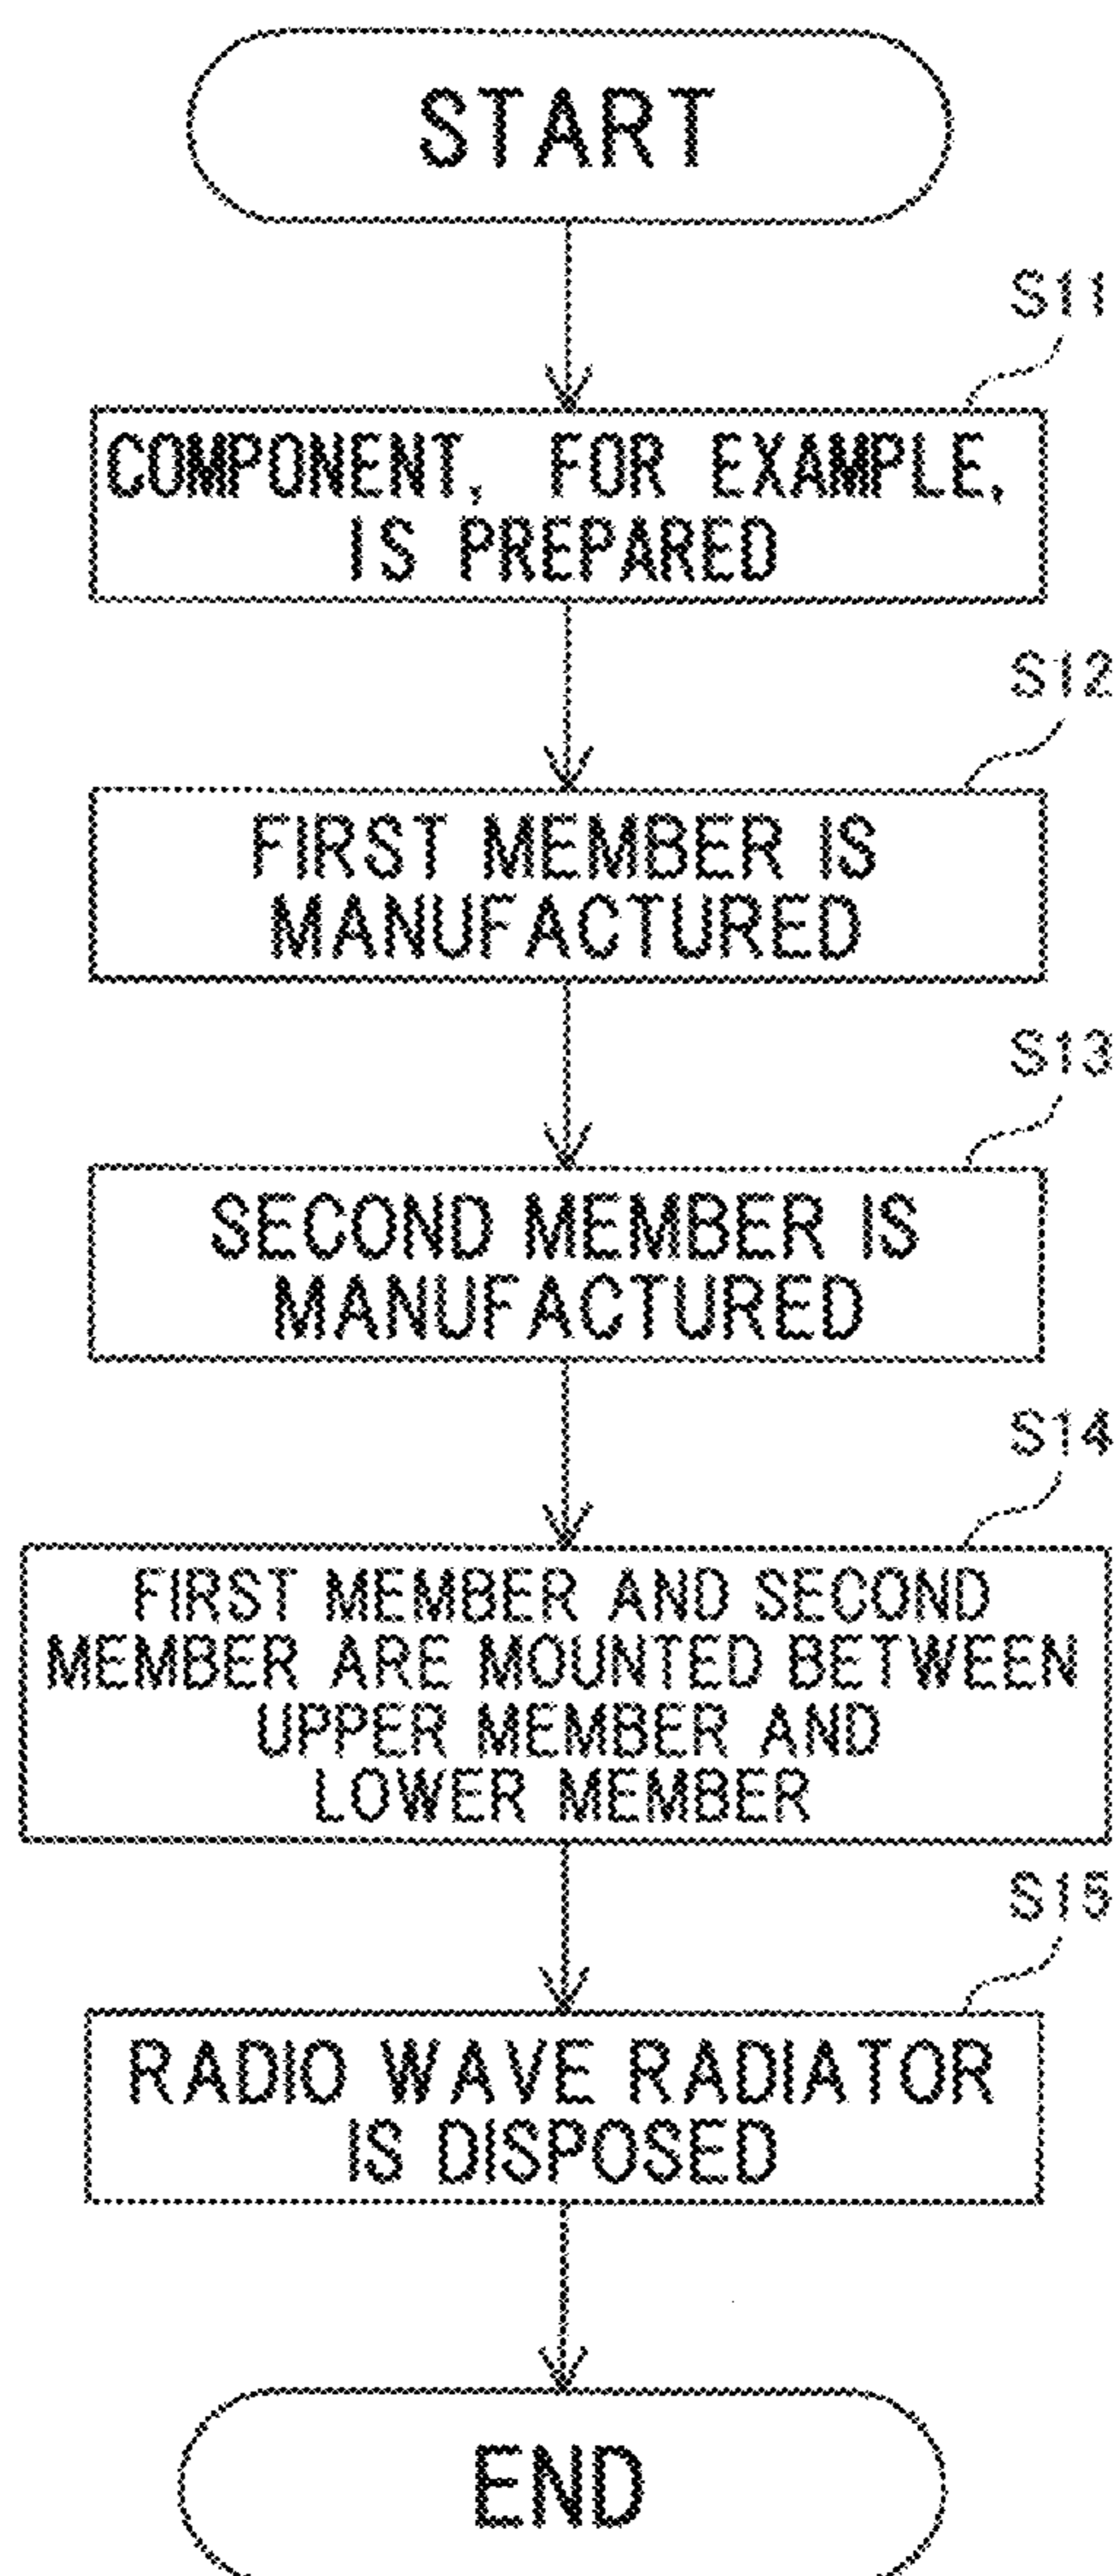 START
S11
COMPONENT, FOR EXAMPLE,
IS PREPARED
S12
FIRST MEMBER IS
MANUFACTURED
S13
SECOND MEMBER IS
MANUFACTURED
S14
FIRST MEMBER AND SECOND
MEMBER ARE MOUNTED BETWEEN
UPPER MEMBER AND
LOWER MEMBER
S15
RADIO WAVE RADIATOR
IS DISPOSED
END